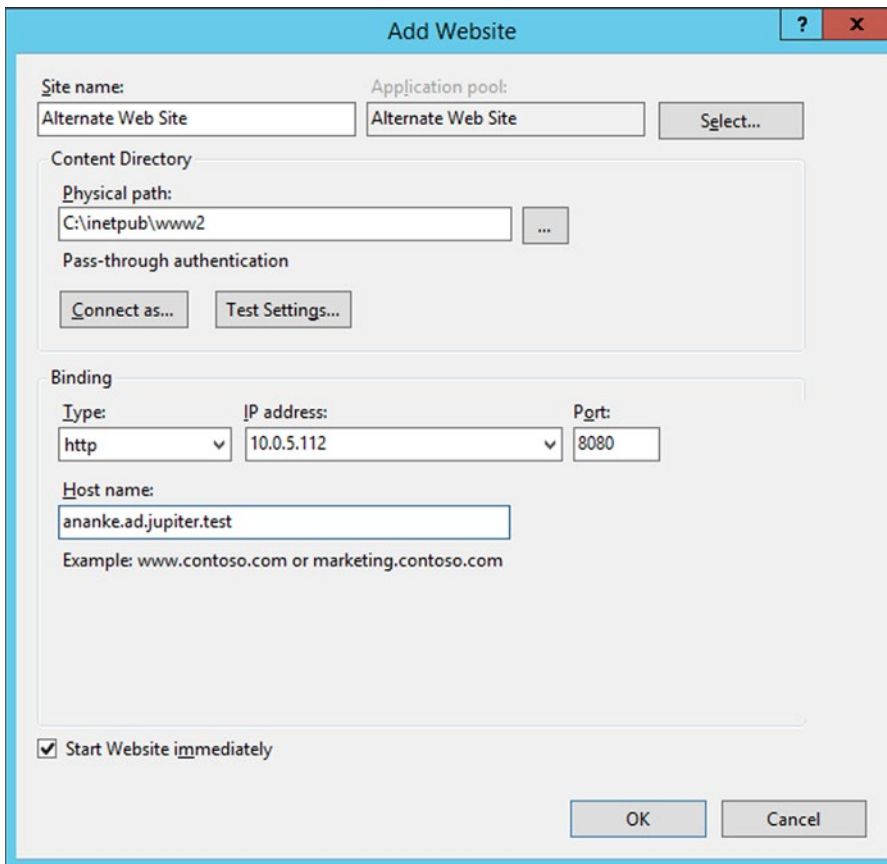 Add Website
?
x
Site name:
Application pool:
Alternate Web Site
Alternate Web Site
Select...
Content Directory
Physical path:
C:\inetpub\www2
...
Pass-through authentication
Connect as...
Test Settings...
Binding
Type:
IP address:
Port:
http
10.0.5.112
8080
Host name:
ananke.ad.jupiter.test
Example: www.contoso.com or marketing.contoso.com
Start Website immediately
OK
Cancel